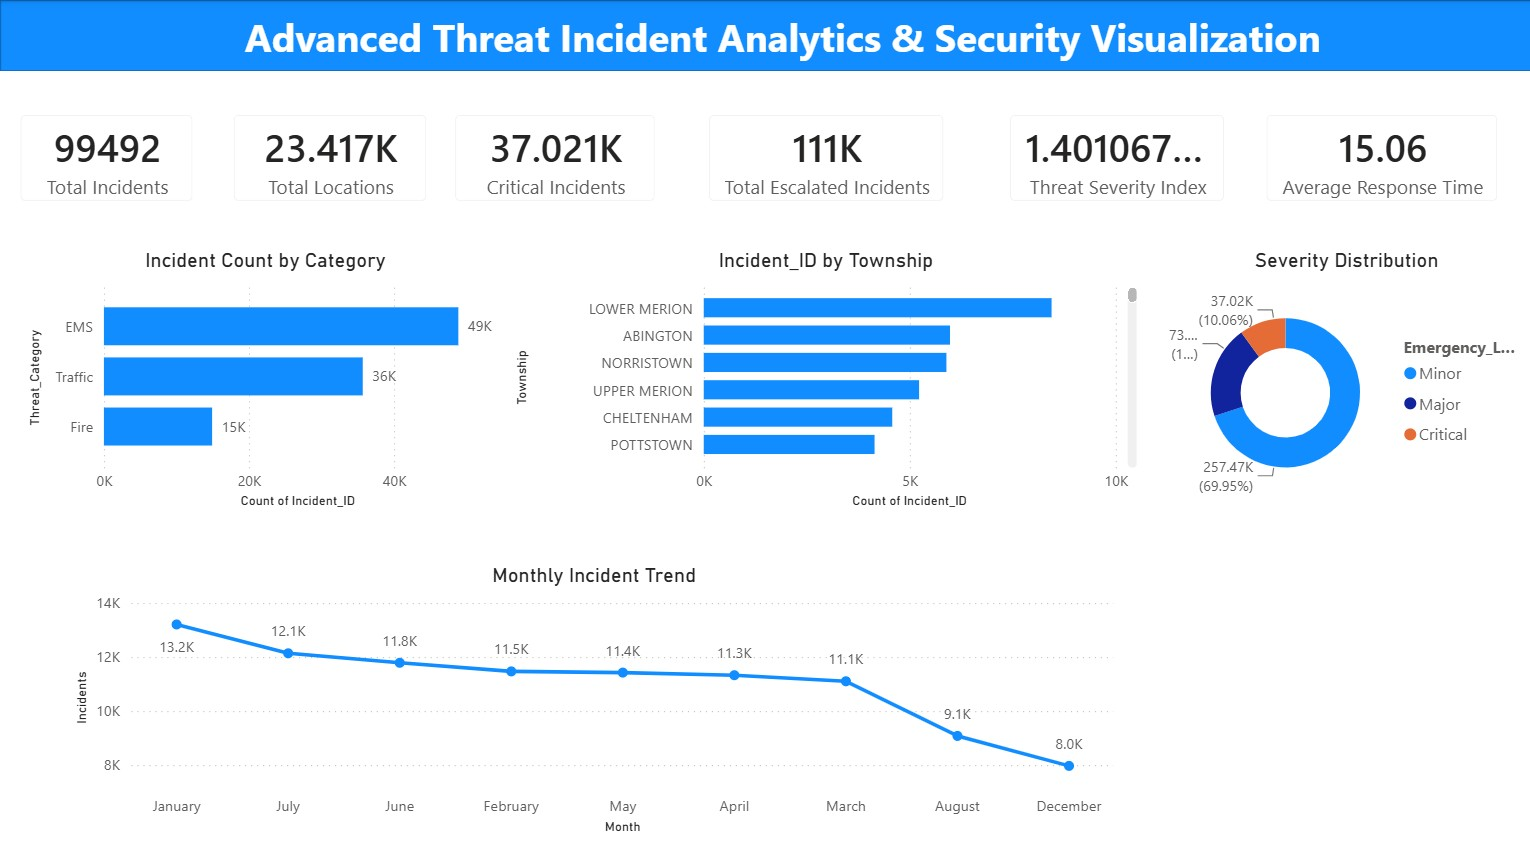 Advanced Threat Incident Analytics & Security Visualization
99492
Total Incidents
23.417K
Total Locations
37.021K
Critical Incidents
111K
Total Escalated Incidents
1.401067...
Threat Severity Index
15.06
Average Response Time
Incident Count by Category
Threat_Category
EMS
49K
Traffic
36K
Fire
15K
0K
20K
40K
Count of Incident_ID
Incident_ID by Township
Township
LOWER MERION
ABINGTON
NORRISTOWN
UPPER MERION
CHELTENHAM
POTTSTOWN
0K
5K
10K
Count of Incident_ID
Severity Distribution
37.02K
(10.06%)
73....
(1...)
257.47K
(69.95%)
Emergency_L...
Minor
Major
Critical
Monthly Incident Trend
Incidents
14K
12K
10K
8K
13.2K
12.1K
11.8K
11.5K
11.4K
11.3K
11.1K
9.1K
8.0K
January
July
June
February
May
April
March
August
December
Month